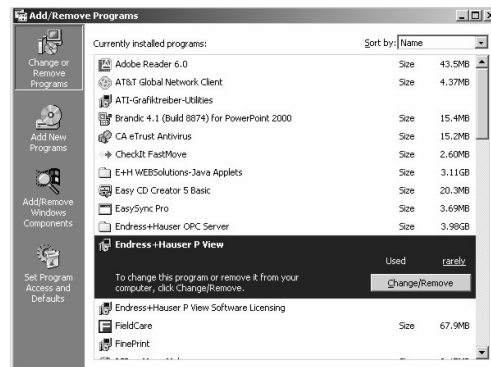 Add/Remove Programs
Change or
Remove
Programs
Add New
Programs
Add/Remove
Windows
Components
Set Program
Access and
Defaults
Currently installed programs:
Sort by: Name
Adobe Reader 6.0 Size 43.5MB
AT&T Global Network Client Size 4.37MB
ATI-Grafiktreiber-Utilities
Brandic 4.1 (Build 8874) for PowerPoint 2000 Size 15.4MB
CA eTrust Antivirus Size 15.2MB
CheckIt FastMove Size 2.60MB
E+H WEBSolutions-Java Applets Size 3.11GB
Easy CD Creator 5 Basic Size 20.3MB
EasySync Pro Size 3.69MB
Endress+Hauser OPC Server Size 3.98GB
Endress+Hauser P View
Used rarely
To change this program or remove it from your
computer, click Change/Remove.
Change/Remove
Endress+Hauser P View Software Licensing
FieldCare Size 67.9MB
FinePrint